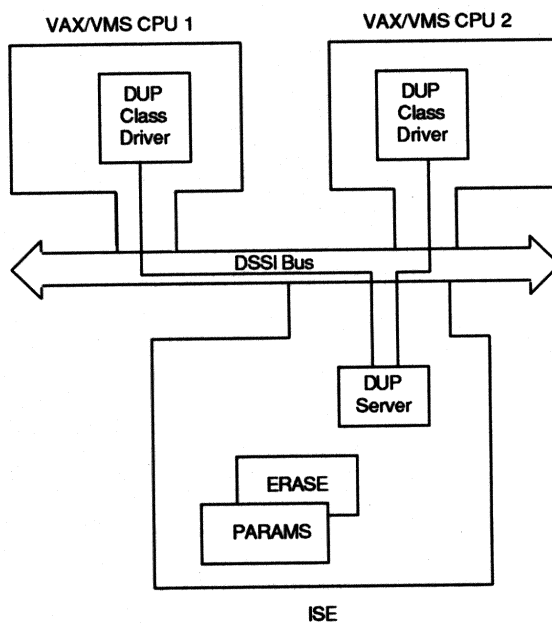 VAX/VMS CPU 1
VAX/VMS CPU 2
DUP
Class
Driver
DUP
Class
Driver
DSSI Bus
DUP
Server
ERASE
PARAMS
ISE